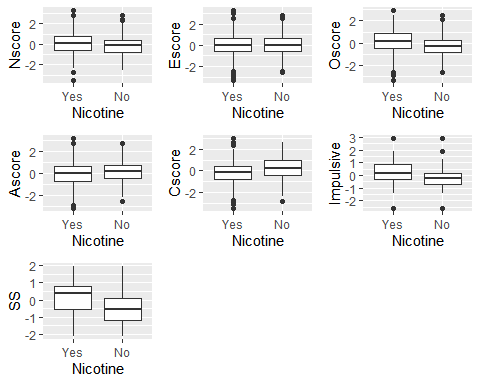 Nscore
2
0
-2
Yes No
Nicotine
Escore
2
0
-2
Yes No
Nicotine
Oscore
2
0
-2
Yes No
Nicotine
Ascore
2
0
-2
Yes No
Nicotine
Oscore
2
0
-2
Yes No
Nicotine
Impulsive
3
2
1
0
-1
-2
Yes No
Nicotine
SS
2
1
0
-1
-2
Yes No
Nicotine